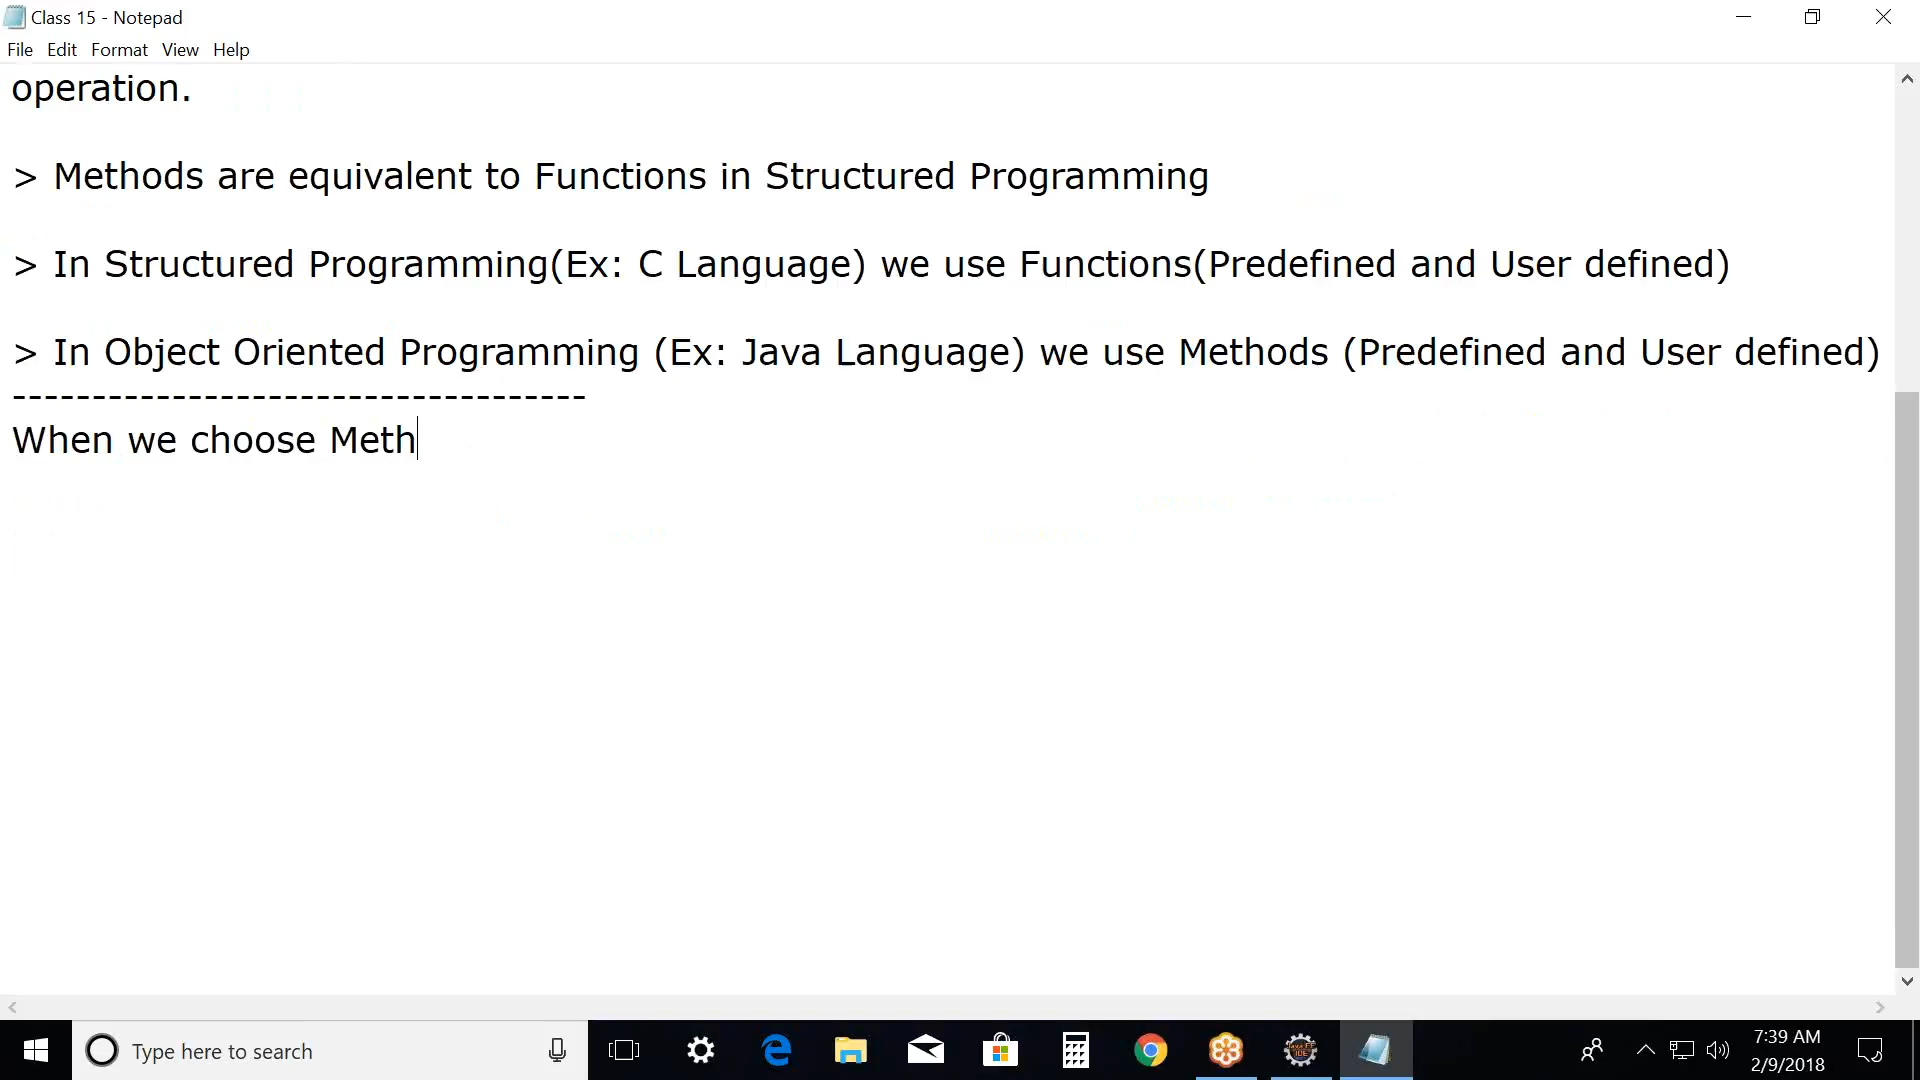 Class 15 - Notepad
File Edit Format View Help
operation.
> Methods are equivalent to Functions in Structured Programming
> In Structured Programming(Ex: C Language) we use Functions(Predefined and User defined)
> In Object Oriented Programming (Ex: Java Language) we use Methods (Predefined and User defined)
------------------------------------
When we choose Meth
Type here to search
7:39 AM
2/9/2018